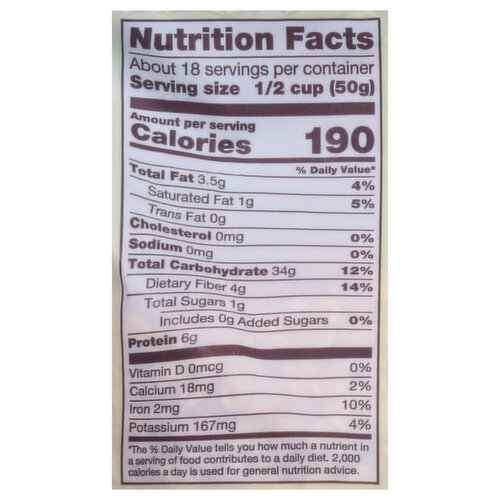 Nutrition Facts
About 18 servings per container
Serving size 1/2 cup (50g)
Amount per serving
Calories 190
% Daily Value*
Total Fat 3.5g 4%
Saturated Fat 1g 5%
Trans Fat 0g
Cholesterol 0mg 0%
Sodium 0mg 0%
Total Carbohydrate 34g 12%
Dietary Fiber 4g 14%
Total Sugars 1g
Includes 0g Added Sugars 0%
Protein 6g
Vitamin D 0mcg 0%
Calcium 18mg 2%
Iron 2mg 10%
Potassium 167mg 4%
*The % Daily Value tells you how much a nutrient in
a serving of food contributes to a daily diet. 2,000
calories a day is used for general nutrition advice.